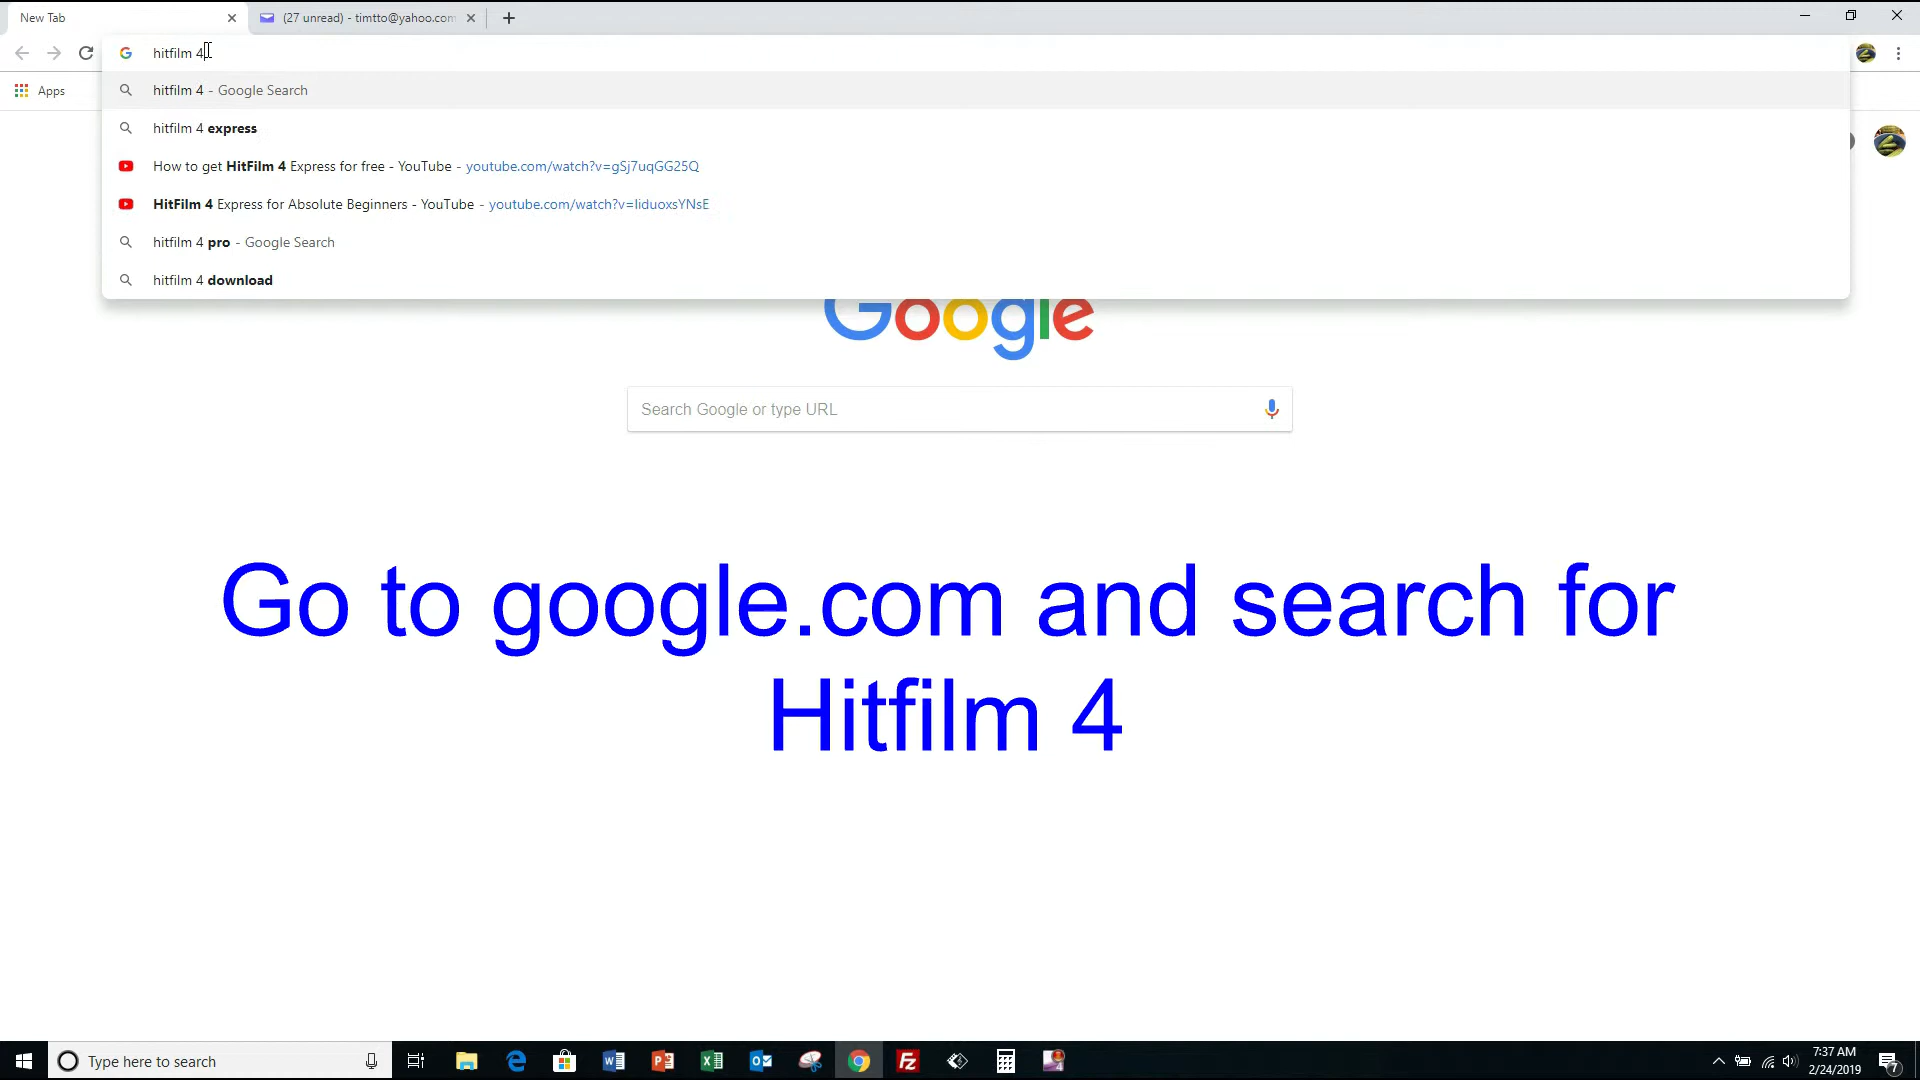 New Tab
(27 unread) - timtto@yahoo.com
hitfilm 4
Apps
hitfilm 4 - Google Search
hitfilm 4 express
How to get HitFilm 4 Express for free - YouTube - youtube.com/watch?v=gSj7uqGG25Q
HitFilm 4 Express for Absolute Beginners - YouTube - youtube.com/watch?v=IiduoxsYNsE
hitfilm 4 pro - Google Search
hitfilm 4 download
Google
Search Google or type URL
Go to google.com and search for
Hitfilm 4
Type here to search
7:37 AM
2/24/2019
7